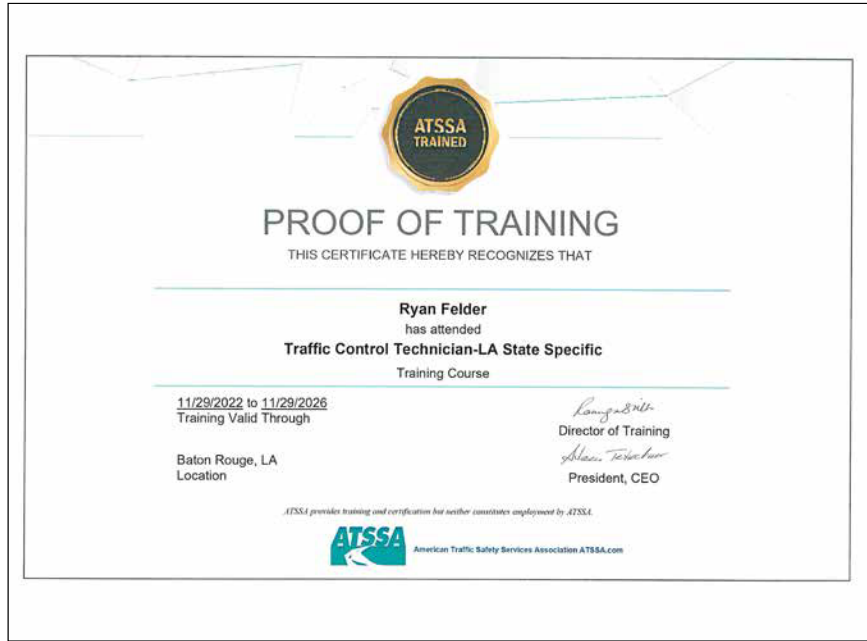 ATSSA
TRAINED
PROOF OF TRAINING
THIS CERTIFICATE HEREBY RECOGNIZES THAT
Ryan Felder
has attended
Traffic Control Technician-LA State Specific
Training Course
11/29/2022 to 11/29/2026
Training Valid Through
Director of Training
Baton Rouge, LA
Location
President, CEO
ATSSA provides training and certification but neither constitutes employment by ATSSA.
ATSSA
American Traffic Safety Services Association ATSSA.com